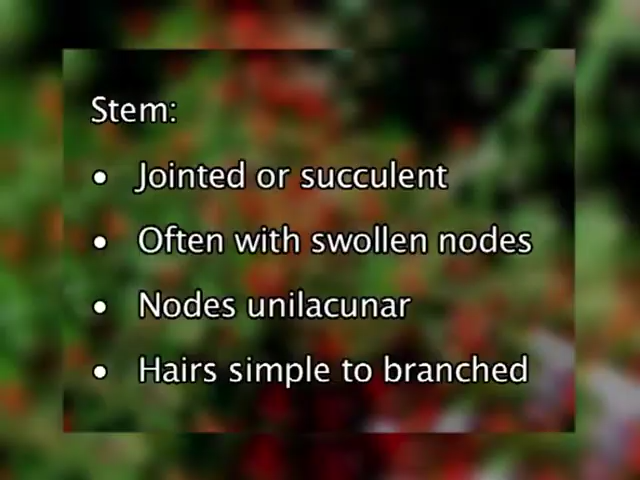 Stem:
• Jointed or succulent
• Often with swollen nodes
• Nodes unilacunar
• Hairs simple to branched